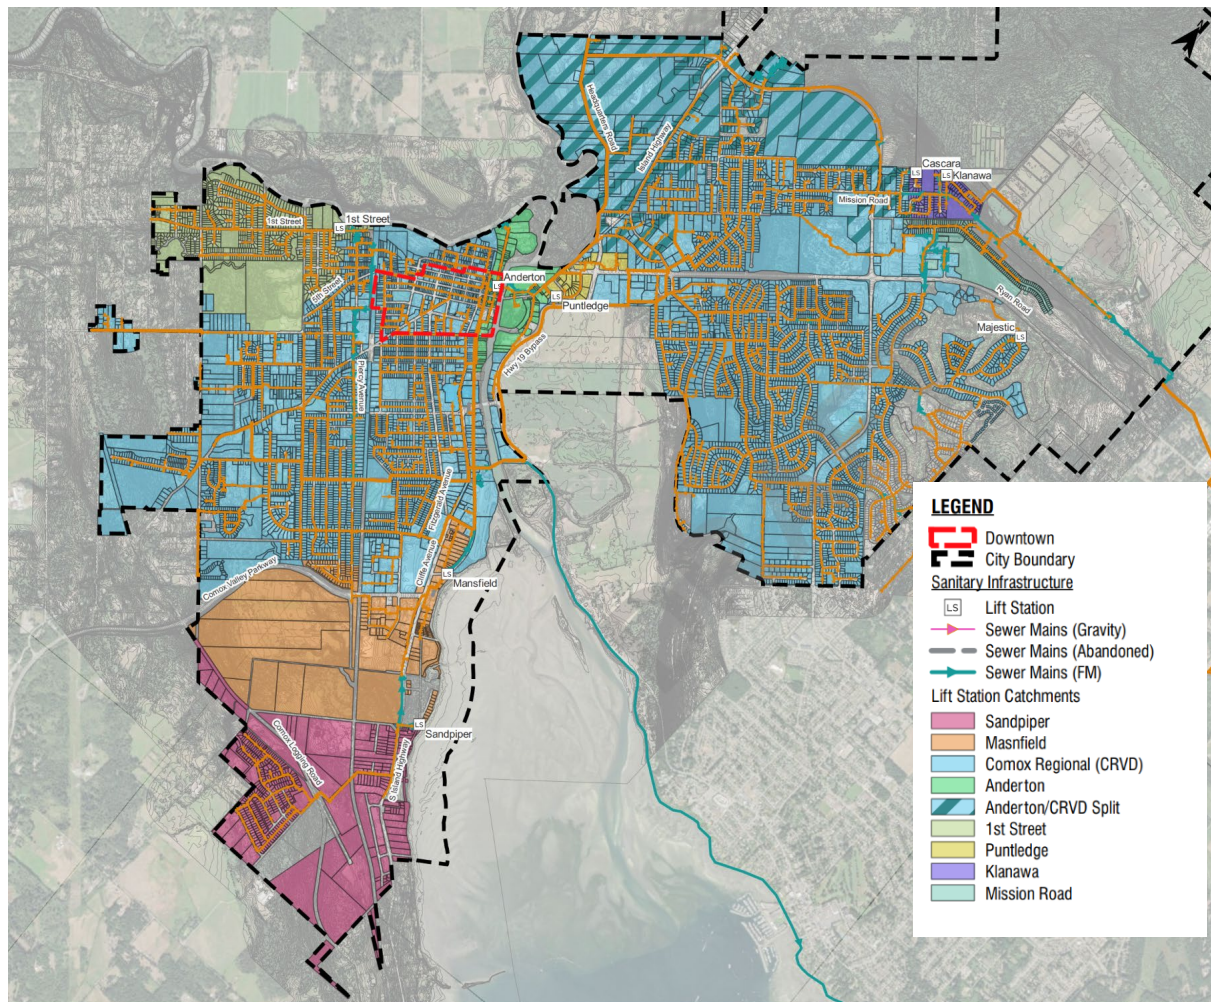 Headquarters Road
Island Highway
Cascara
LS
LS
Klanawa
Mission Road
1st Street
1st Street
LS
5th Street
Anderton
LS
LS
Puntledge
Ryan Road
Majestic
LS
Hwy 19 Bypass
Piercy Avenue
Fitzgerald Avenue
Cliffe Avenue
LS
Mansfield
Comox Valley Parkway
LS
Sandpiper
Comox Logging Road
S Island Highway
LEGEND
Downtown
City Boundary
Sanitary Infrastructure
LS Lift Station
Sewer Mains (Gravity)
Sewer Mains (Abandoned)
Sewer Mains (FM)
Lift Station Catchments
Sandpiper
Masnfield
Comox Regional (CRVD)
Anderton
Anderton/CRVD Split
1st Street
Puntledge
Klanawa
Mission Road